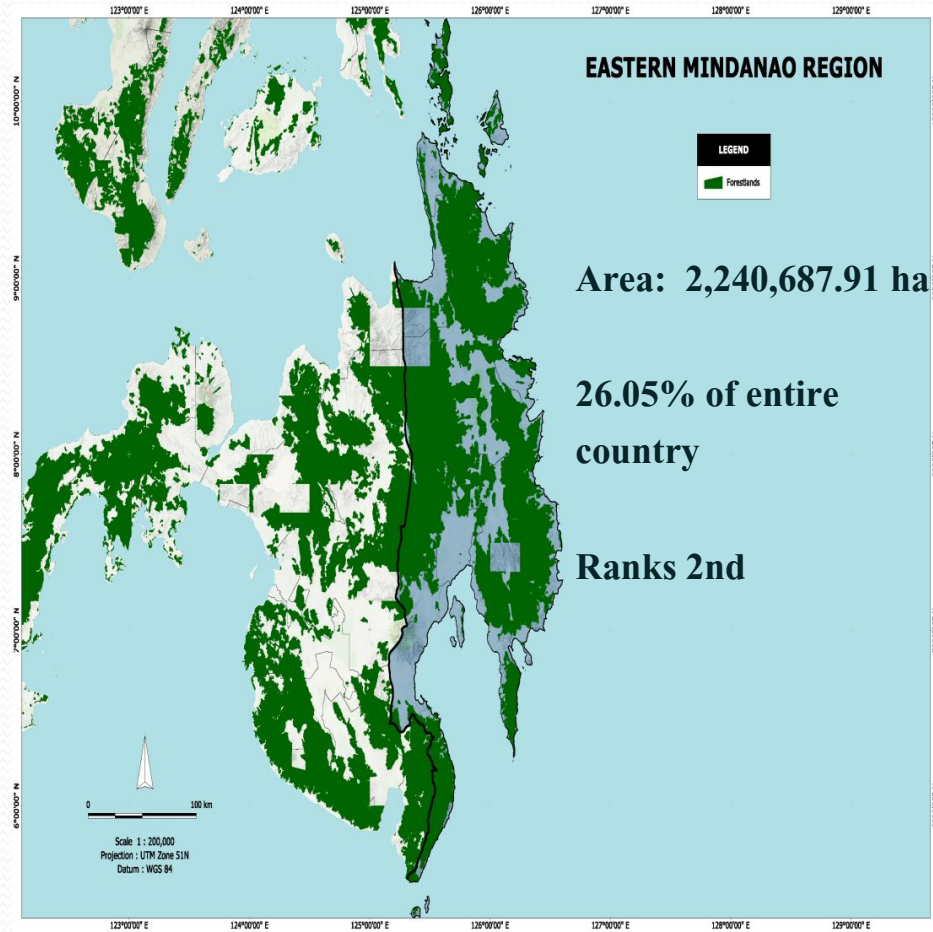 123°00'00" E 124°00'00" E 125°00'00" E 126°00'00" E 127°00'00" E 128°00'00" E 129°00'00" E
EASTERN MINDANAO REGION
LEGEND
Forestlands
Area: 2,240,687.91 ha
26.05% of entire
country
Ranks 2nd
10°00'00" N
9°00'00" N
8°00'00" N
7°00'00" N
6°00'00" N
0 100 km
Scale 1 : 200,000
Projection : UTM Zone 51N
Datum : WGS 84
123°00'00" E 124°00'00" E 125°00'00" E 126°00'00" E 127°00'00" E 128°00'00" E 129°00'00" E